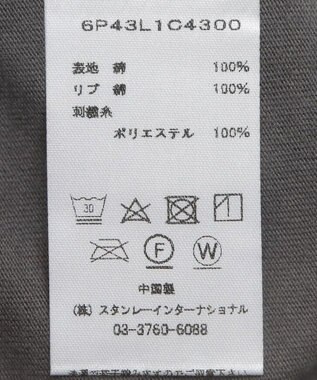 6P43L1C4300
表地 綿 100%
リブ 綿 100%
刺繍糸
ポリエステル 100%
30
F
W
中国製
(株) スタンレーインターナショナル
03-3760-6088